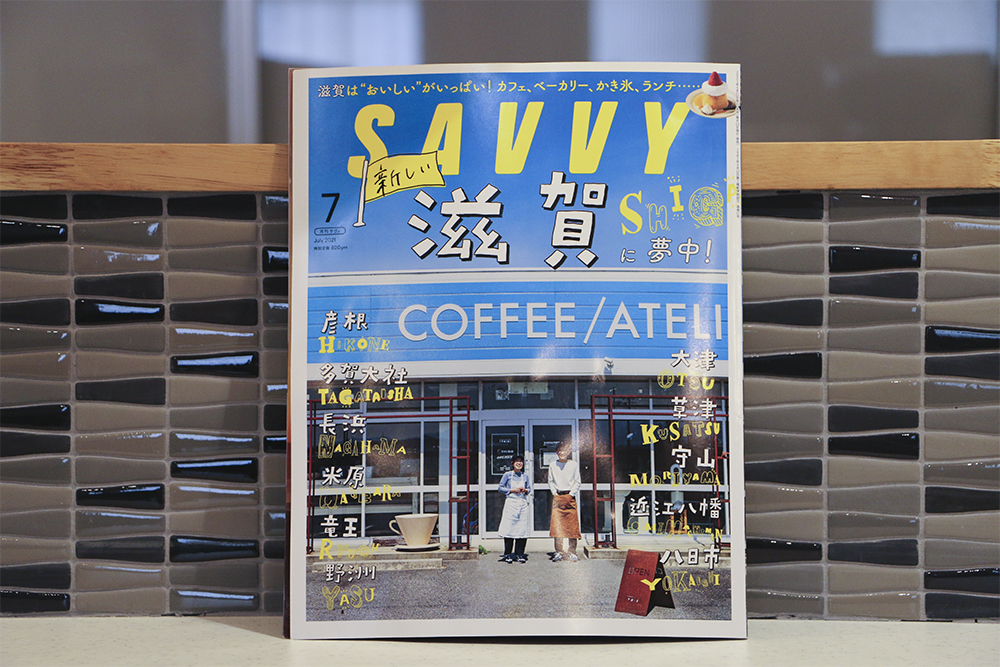 滋賀は“おいしい”がいっぱい！カフェ、ベーカリー、かき氷、ランチ……
SAVVY
新しい
7
滋賀
SHIGA
に夢中！
July 2021
COFFEE/ATELI
彦根
HIKONE
多賀大社
TAGATAISHA
長浜
NAGAHAMA
米原
MAIBARA
竜王
野洲
YASU
大津
OTSU
草津
KUSATSU
守山
MORIYAMA
近江八幡
八日市
YOKAICHI
OPEN